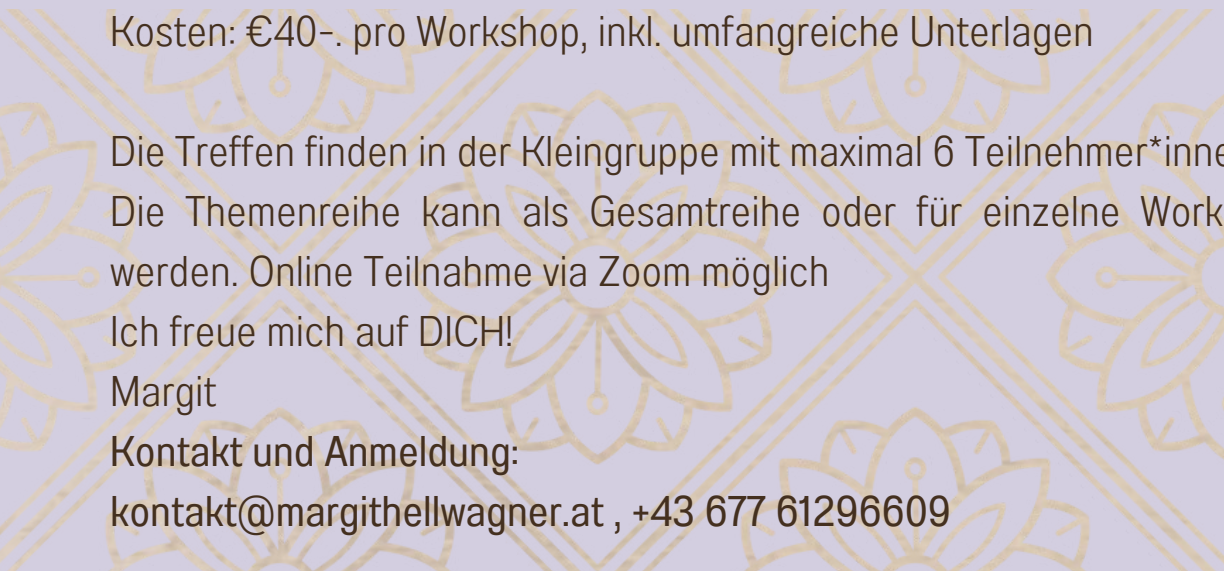 Kosten: €40-. pro Workshop, inkl. umfangreiche Unterlagen
Die Treffen finden in der Kleingruppe mit maximal 6 Teilnehmer*inne
Die Themenreihe kann als Gesamtreihe oder für einzelne Work
werden. Online Teilnahme via Zoom möglich
Ich freue mich auf DICH!
Margit
Kontakt und Anmeldung:
kontakt@margithellwagner.at , +43 677 61296609